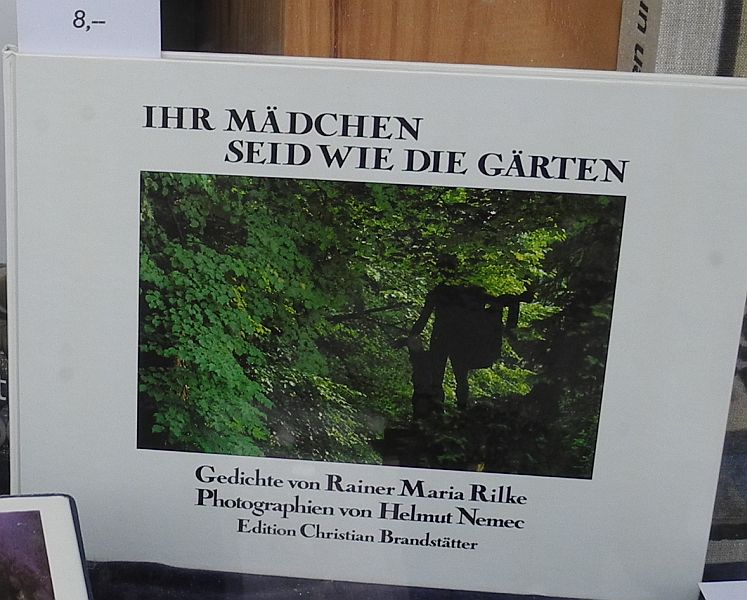 8,--
IHR MÄDCHEN
SEID WIE DIE GÄRTEN
Gedichte von Rainer Maria Rilke
Photographien von Helmut Nemec
Edition Christian Brandstätter